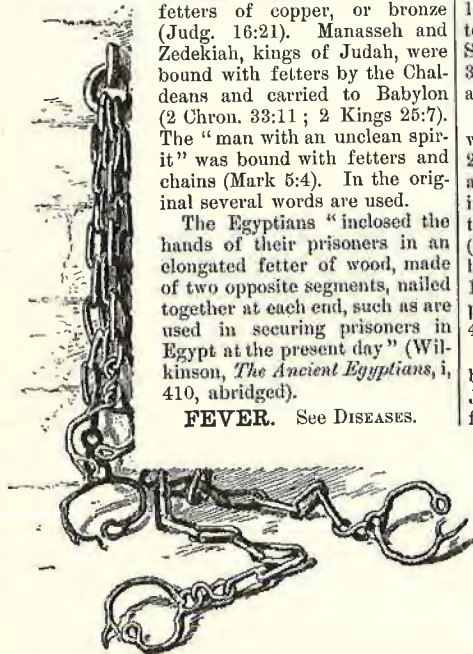 fetters of copper, or bronze
(Judg. 16:21). Manasseh and
Zedekiah, kings of Judah, were
bound with fetters by the Chal-
deans and carried to Babylon
(2 Chron. 33:11 ; 2 Kings 25:7).
The “man with an unclean spir-
it” was bound with fetters and
chains (Mark 5:4). In the orig-
inal several words are used.
The Egyptians “inclosed the
hands of their prisoners in an
elongated fetter of wood, made
of two opposite segments, nailed
together at each end, such as are
used in securing prisoners in
Egypt at the present day” (Wil-
kinson, The Ancient Egyptians, i,
410, abridged).
FEVER. See DISEASES.